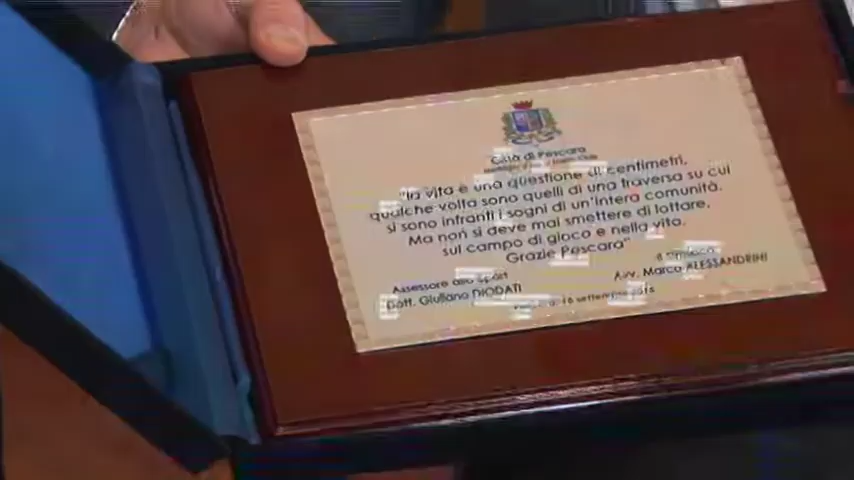 Città di Pescara
"la vita è una questione di centimetri,
qualche volta sono quelli di una traversa su cui
si sono infranti i sogni di un'intera comunità.
Ma non si deve mai smettere di lottare,
sul campo di gioco e nella vita.
Grazie Pescara"
Assessore allo Sport
Dott. Giuliano DIODATI
Il Sindaco
Avv. Marco ALESSANDRINI
settembre